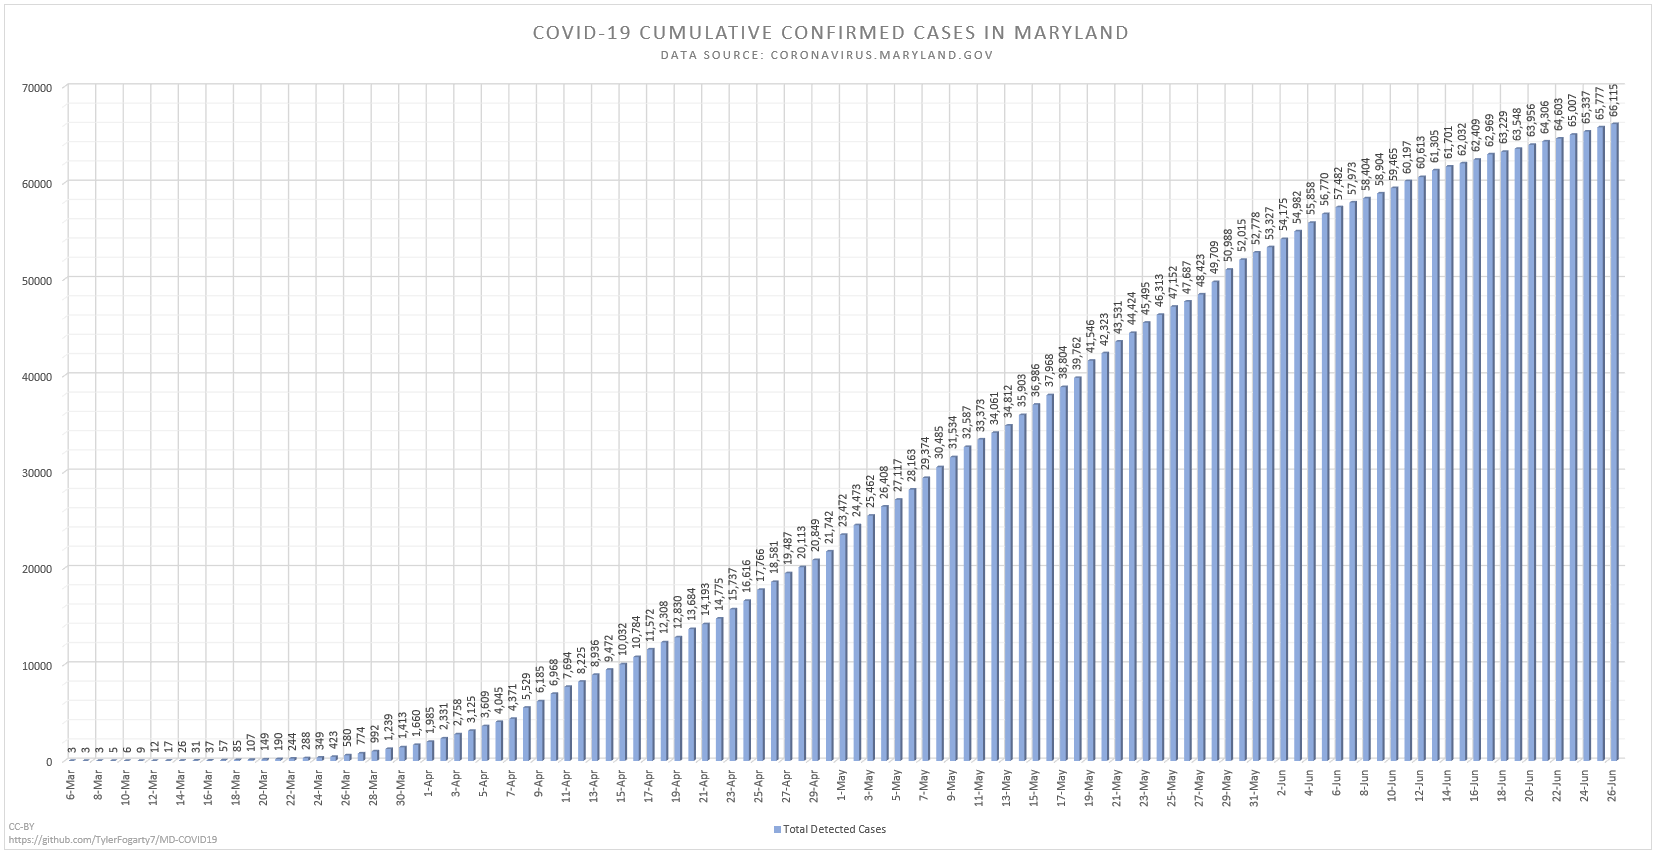 COVID-19 CUMULATIVE CONFIRMED CASES IN MARYLAND
DATA SOURCE: CORONAVIRUS.MARYLAND.GOV
70000
60000
50000
40000
30000
20000
10000
0
3 3 3 5 6 9 12 17 26 31 37 57 85 107 149 190 244 288 349 423 580 774 992 1,239 1,413 1,660 1,985 2,331 2,758 3,125 3,609 4,045 4,371 5,529 6,185 6,968 7,694 8,225 8,936 9,472 10,032 10,784 11,572 12,308 12,830 13,684 14,193 14,775 15,737 16,616 17,766 18,581 19,487 20,113 20,849 21,742 23,472 24,473 25,462 26,408 27,117 28,163 29,374 30,485 31,534 32,587 33,373 34,061 34,812 35,903 36,986 37,968 38,804 39,762 41,546 42,323 43,531 44,424 45,495 46,313 47,152 47,687 48,423 49,709 50,988 52,015 52,778 53,327 54,175 54,982 55,858 56,770 57,482 57,973 58,404 58,904 59,465 60,197 60,613 61,305 61,701 62,032 62,409 62,969 63,229 63,548 63,956 64,306 64,603 65,007 65,337 65,777 66,115
6-Mar 8-Mar 10-Mar 12-Mar 14-Mar 16-Mar 18-Mar 20-Mar 22-Mar 24-Mar 26-Mar 28-Mar 30-Mar 1-Apr 3-Apr 5-Apr 7-Apr 9-Apr 11-Apr 13-Apr 15-Apr 17-Apr 19-Apr 21-Apr 23-Apr 25-Apr 27-Apr 29-Apr 1-May 3-May 5-May 7-May 9-May 11-May 13-May 15-May 17-May 19-May 21-May 23-May 25-May 27-May 29-May 31-May 2-Jun 4-Jun 6-Jun 8-Jun 10-Jun 12-Jun 14-Jun 16-Jun 18-Jun 20-Jun 22-Jun 24-Jun 26-Jun
Total Detected Cases
CC-BY
https://github.com/TylerFogarty7/MD-COVID19